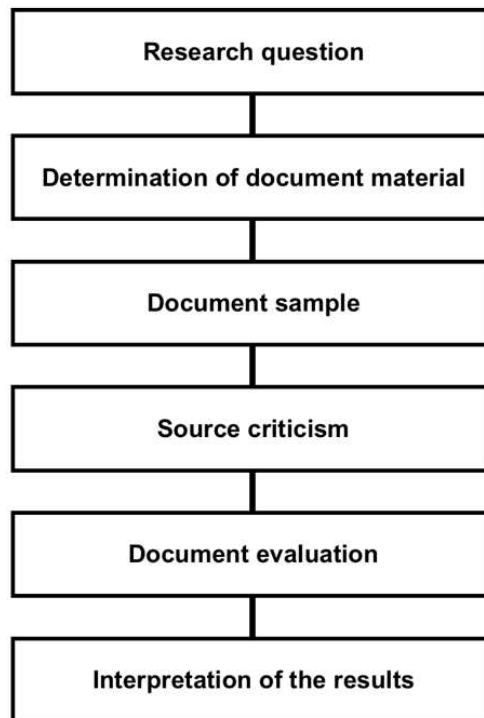 Research question
Determination of document material
Document sample
Source criticism
Document evaluation
Interpretation of the results